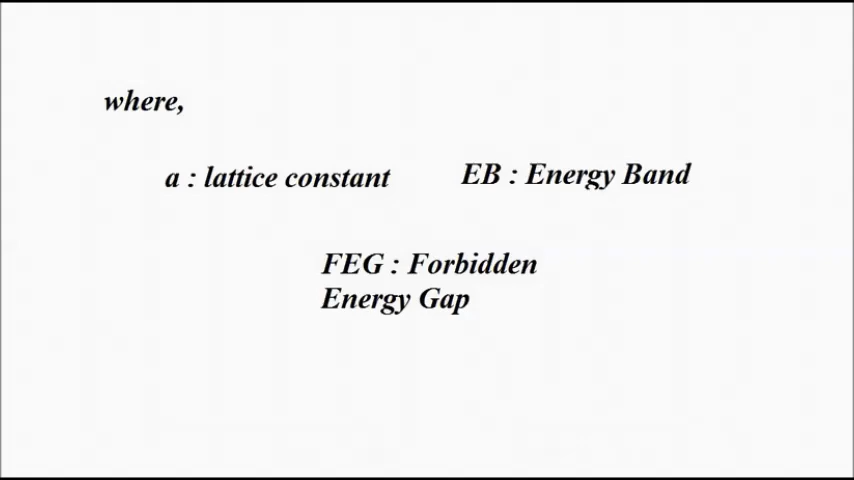 where,
a : lattice constant
EB : Energy Band
FEG : Forbidden
Energy Gap